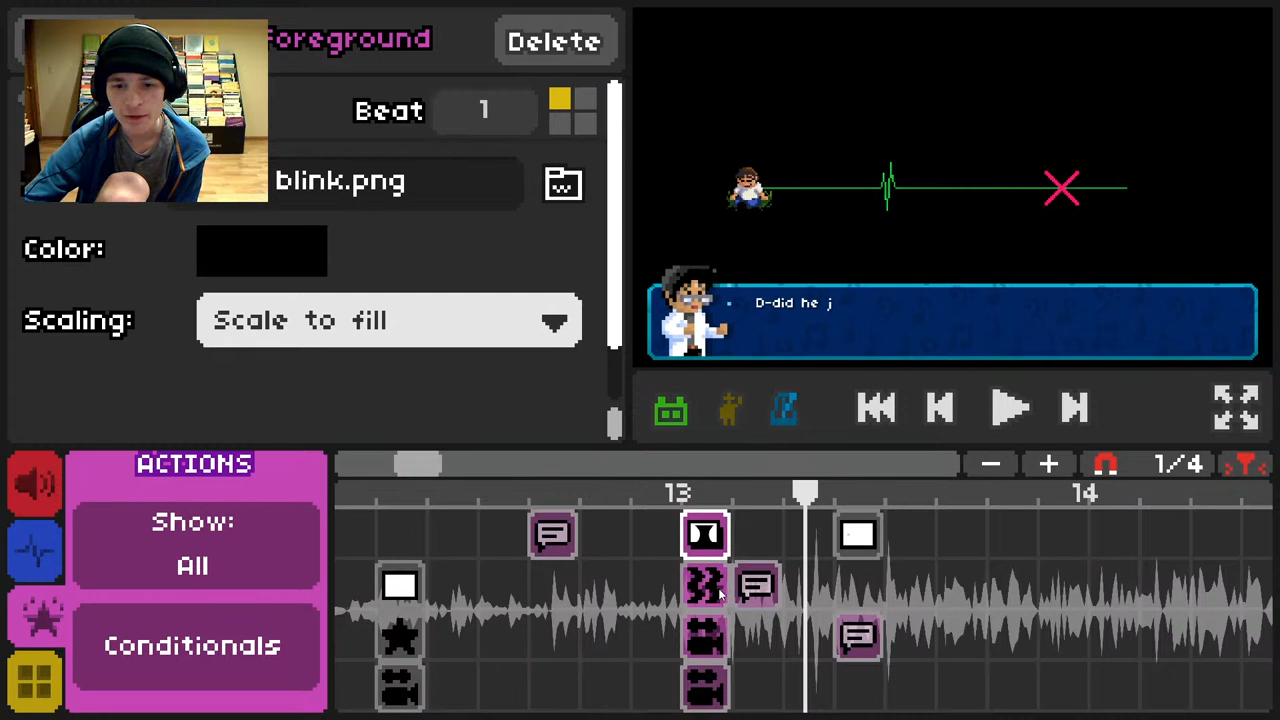 Foreground
Delete
Beat
1
blink.png
Color:
Scaling:
Scale to fill
D-did he j
ACTIONS
Show:
All
Conditionals
1/4
13
14